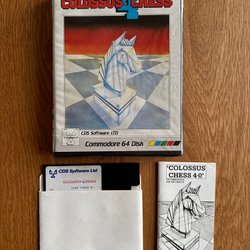 COLOSSUS CHESS
4
CDS Software LTD
Commodore 64 Disk
CDS Software Ltd
"COLOSSUS
CHESS 4·0"